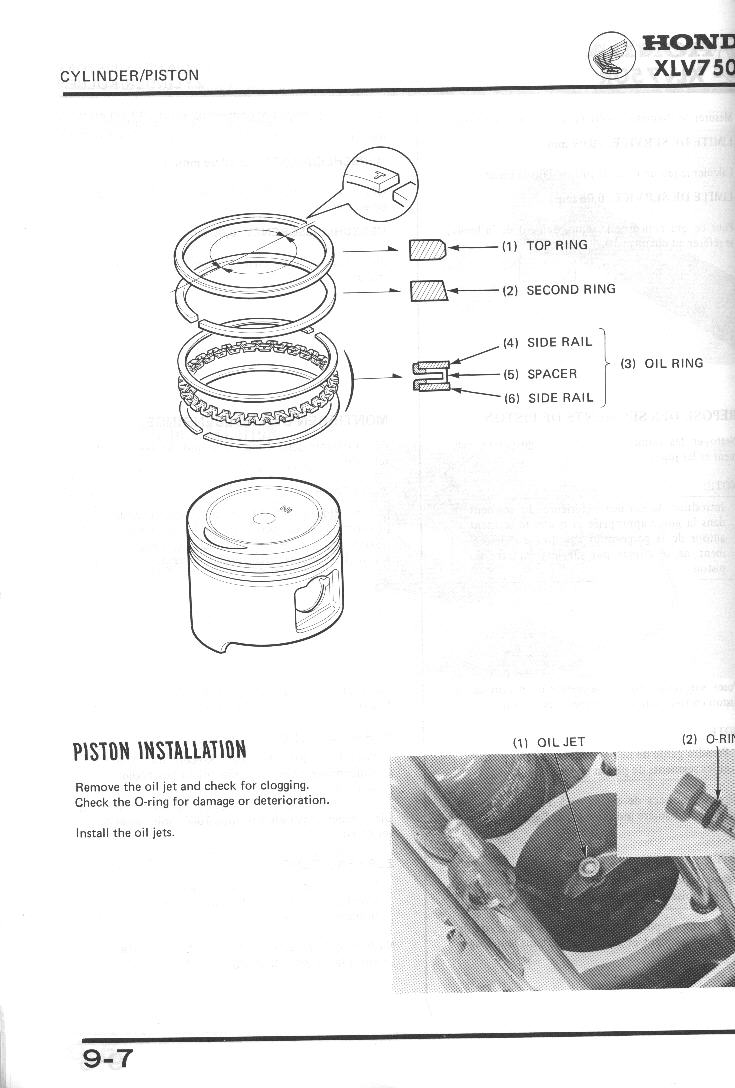 CYLINDER/PISTON
HOND
XLV750
T
(1) TOP RING
(2) SECOND RING
(4) SIDE RAIL
(3) OIL RING
(5) SPACER
(6) SIDE RAIL
PISTON INSTALLATION
(1) OIL JET
(2) O-RIN
Remove the oil jet and check for clogging.
Check the O-ring for damage or deterioration.
Install the oil jets.
9-7